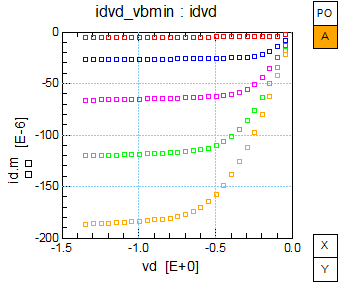 idvd_vbmin : idvd
PO
A
-0
-50
-100
-150
-200
id.m [E-6]
-1.5
-1.0
-0.5
0.0
vd [E+0]
X
Y